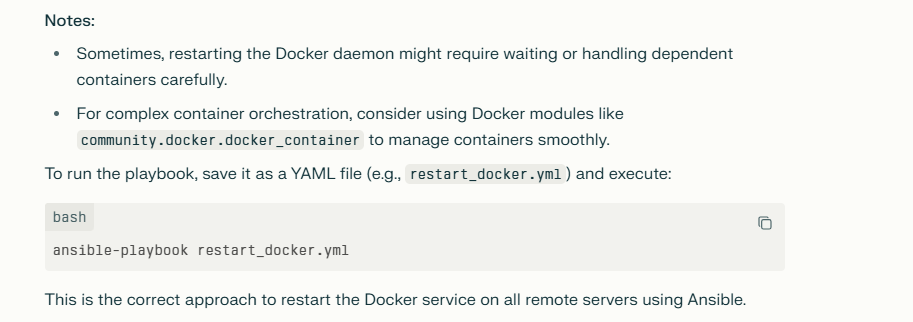 Notes:
Sometimes, restarting the Docker daemon might require waiting or handling dependent
containers carefully.
For complex container orchestration, consider using Docker modules like
community.docker.docker_container to manage containers smoothly.
To run the playbook, save it as a YAML file (e.g., restart_docker.yml) and execute:
bash
ansible-playbook restart_docker.yml
This is the correct approach to restart the Docker service on all remote servers using Ansible.